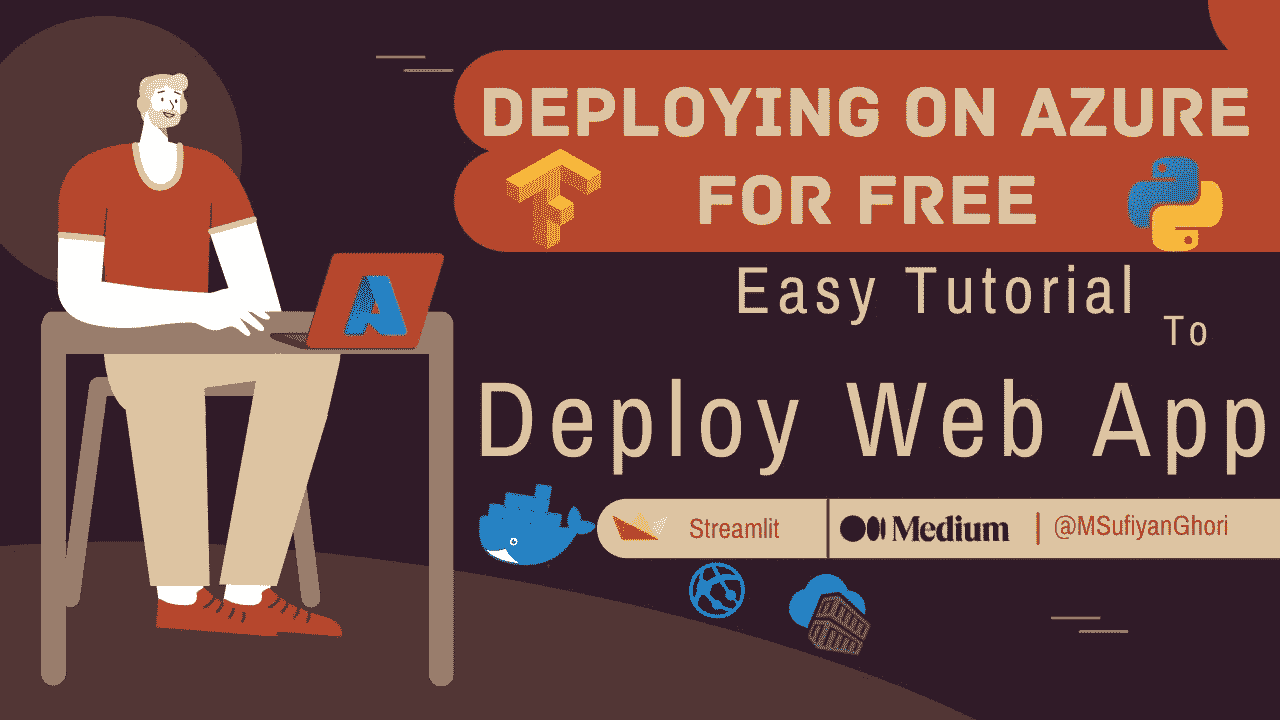 DEPLOYING ON AZURE
FOR FREE
Easy Tutorial
To
Deploy Web App
Streamlit
Medium
@MSufiyanGhori